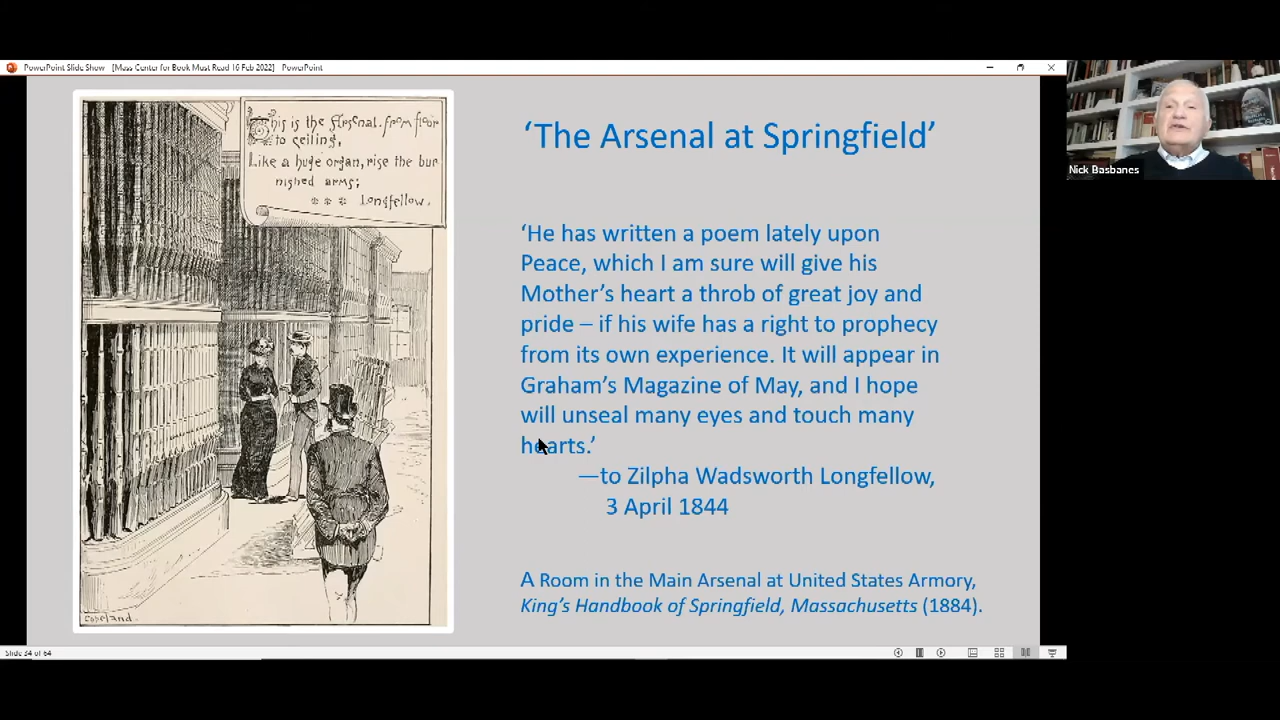 PowerPoint Slide Show - [Mass Center for Book Must Read 16 Feb 2022] - PowerPoint
This is the Arsenal. from floor
to ceiling,
Like a huge organ, rise the bur
nished arms;
* * * Longfellow.
Copeland.
‘The Arsenal at Springfield’
‘He has written a poem lately upon
Peace, which I am sure will give his
Mother’s heart a throb of great joy and
pride – if his wife has a right to prophecy
from its own experience. It will appear in
Graham’s Magazine of May, and I hope
will unseal many eyes and touch many
hearts.’
—to Zilpha Wadsworth Longfellow,
3 April 1844
A Room in the Main Arsenal at United States Armory,
King’s Handbook of Springfield, Massachusetts (1884).
Nick Basbanes
Slide 34 of 64